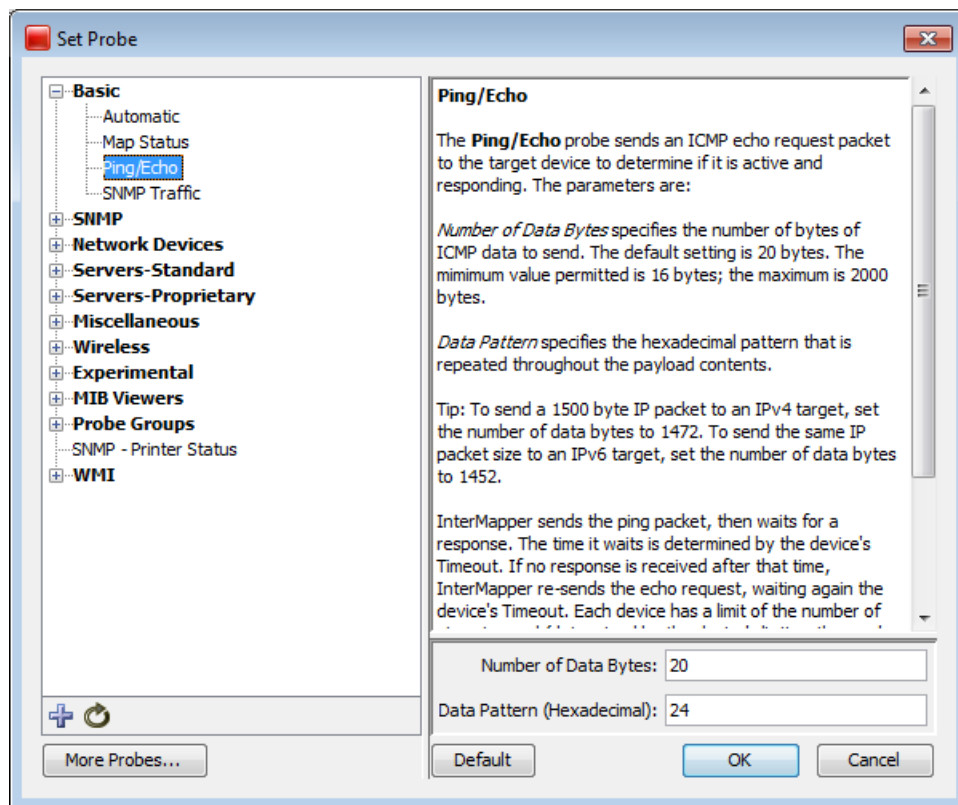 Set Probe
Basic
Automatic
Map Status
Ping/Echo
SNMP Traffic
SNMP
Network Devices
Servers-Standard
Servers-Proprietary
Miscellaneous
Wireless
Experimental
MIB Viewers
Probe Groups
SNMP - Printer Status
WMI
More Probes...
Ping/Echo
The Ping/Echo probe sends an ICMP echo request packet
to the target device to determine if it is active and
responding. The parameters are:
Number of Data Bytes specifies the number of bytes of
ICMP data to send. The default setting is 20 bytes. The
mimimum value permitted is 16 bytes; the maximum is 2000
bytes.
Data Pattern specifies the hexadecimal pattern that is
repeated throughout the payload contents.
Tip: To send a 1500 byte IP packet to an IPv4 target, set
the number of data bytes to 1472. To send the same IP
packet size to an IPv6 target, set the number of data bytes
to 1452.
InterMapper sends the ping packet, then waits for a
response. The time it waits is determined by the device's
Timeout. If no response is received after that time,
InterMapper re-sends the echo request, waiting again the
device's Timeout. Each device has a limit of the number of
Number of Data Bytes: 20
Data Pattern (Hexadecimal): 24
Default
OK
Cancel